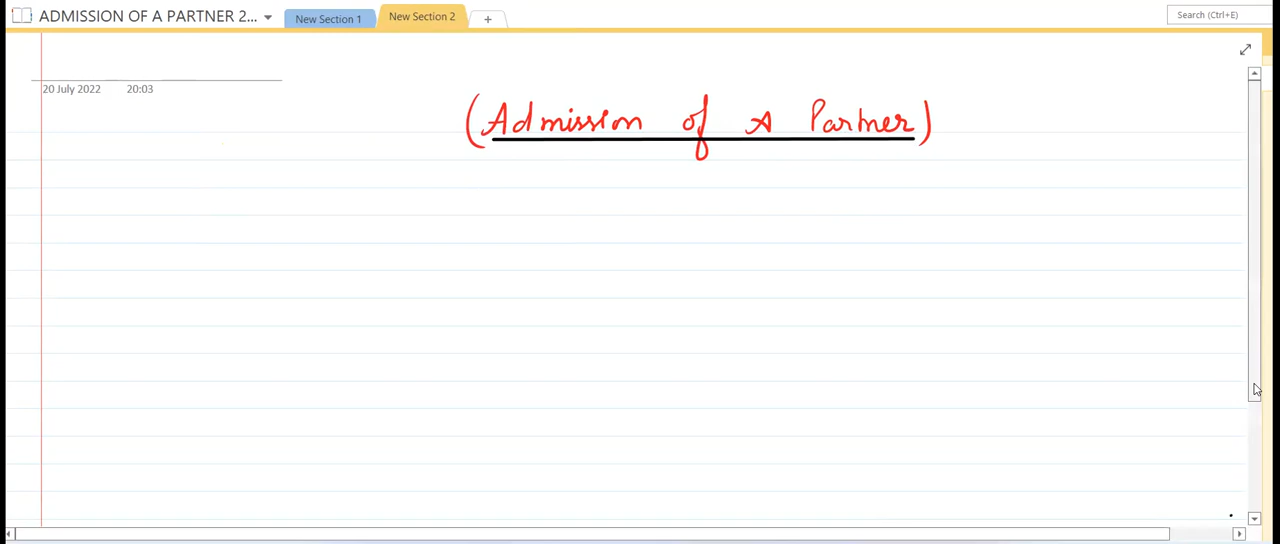 ADMISSION OF A PARTNER 2...
New Section 1
New Section 2
+
Search (Ctrl+E)
20 July 2022 20:03
(Admission of A Partner)